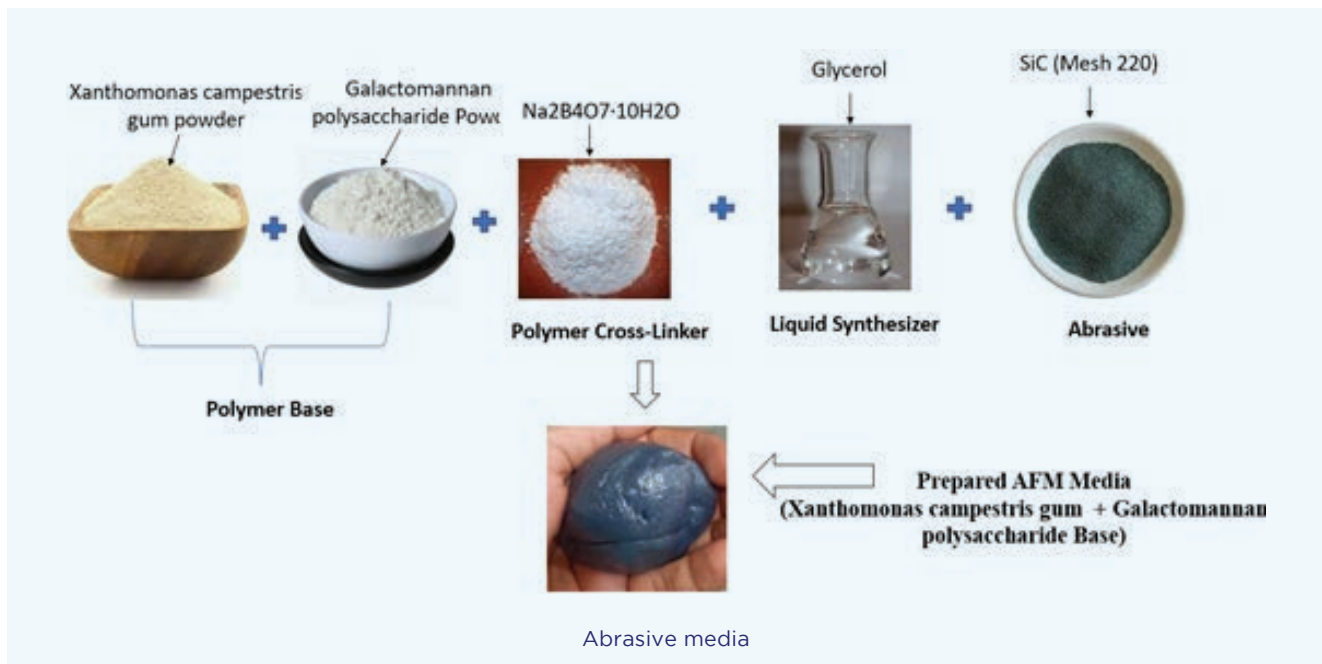 Xanthomonas campestris
gum powder
Galactomannan
polysaccharide Powd
Na2B4O7·10H2O
Glycerol
SiC (Mesh 220)
Polymer Cross-Linker
Liquid Synthesizer
Abrasive
Polymer Base
Prepared AFM Media
(Xanthomonas campestris gum + Galactomannan
polysaccharide Base)
Abrasive media